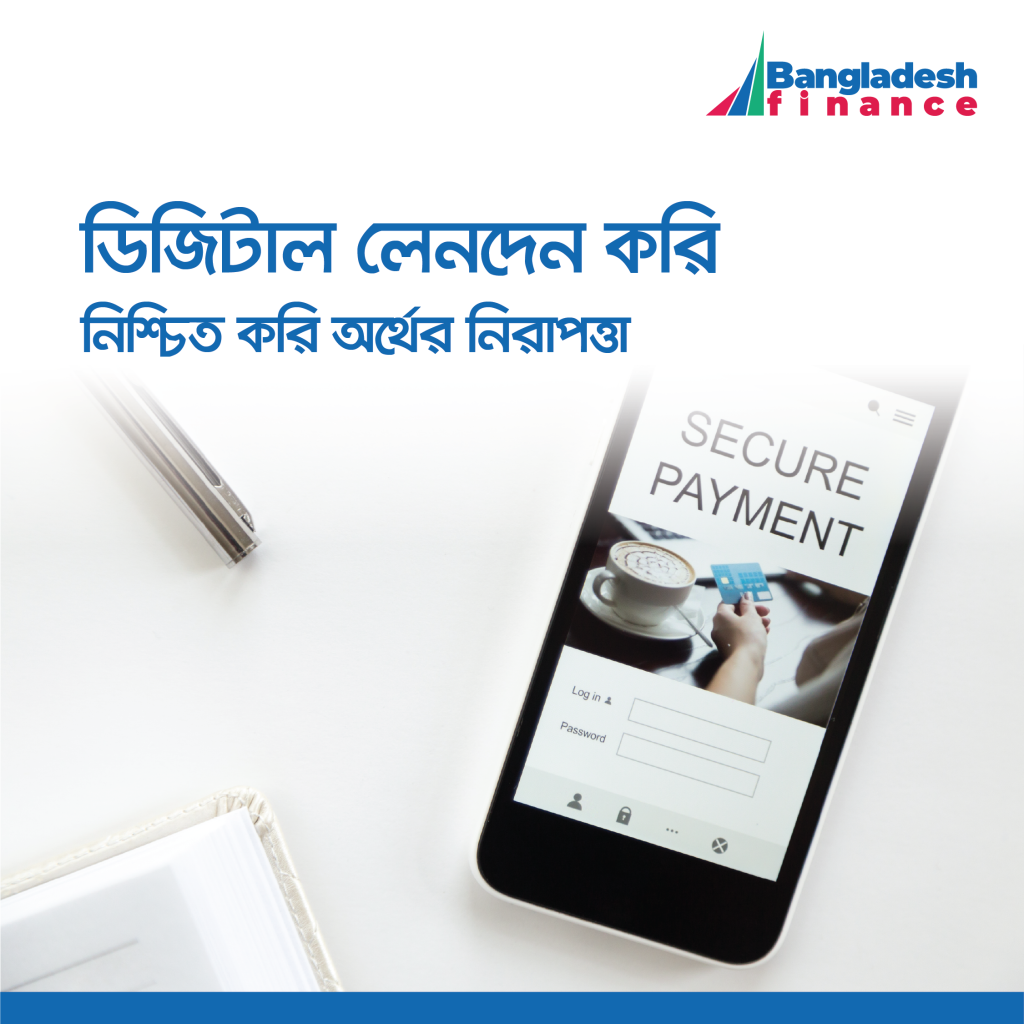 Bangladesh
finance
ডিজিটাল লেনদেন করি
নিশ্চিত করি অর্থের নিরাপত্তা
SECURE
PAYMENT
Log in
Password